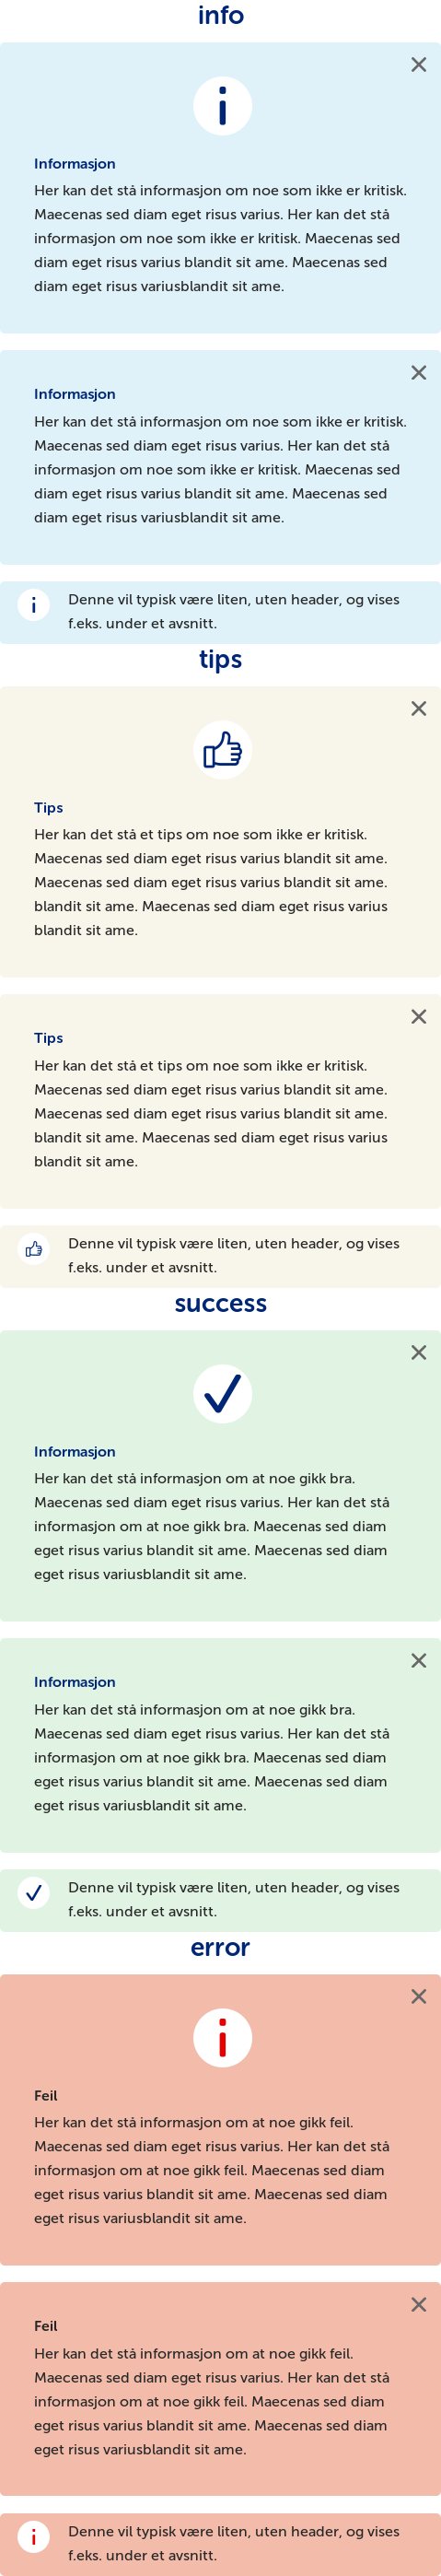 info
Informasjon
Her kan det stå informasjon om noe som ikke er kritisk.
Maecenas sed diam eget risus varius. Her kan det stå
informasjon om noe som ikke er kritisk. Maecenas sed
diam eget risus varius blandit sit ame. Maecenas sed
diam eget risus variusblandit sit ame.
Informasjon
Her kan det stå informasjon om noe som ikke er kritisk.
Maecenas sed diam eget risus varius. Her kan det stå
informasjon om noe som ikke er kritisk. Maecenas sed
diam eget risus varius blandit sit ame. Maecenas sed
diam eget risus variusblandit sit ame.
Denne vil typisk være liten, uten header, og vises
f.eks. under et avsnitt.
tips
Tips
Her kan det stå et tips om noe som ikke er kritisk.
Maecenas sed diam eget risus varius blandit sit ame.
Maecenas sed diam eget risus varius blandit sit ame.
blandit sit ame. Maecenas sed diam eget risus varius
blandit sit ame.
Tips
Her kan det stå et tips om noe som ikke er kritisk.
Maecenas sed diam eget risus varius blandit sit ame.
Maecenas sed diam eget risus varius blandit sit ame.
blandit sit ame. Maecenas sed diam eget risus varius
blandit sit ame.
Denne vil typisk være liten, uten header, og vises
f.eks. under et avsnitt.
success
Informasjon
Her kan det stå informasjon om at noe gikk bra.
Maecenas sed diam eget risus varius. Her kan det stå
informasjon om at noe gikk bra. Maecenas sed diam
eget risus varius blandit sit ame. Maecenas sed diam
eget risus variusblandit sit ame.
Informasjon
Her kan det stå informasjon om at noe gikk bra.
Maecenas sed diam eget risus varius. Her kan det stå
informasjon om at noe gikk bra. Maecenas sed diam
eget risus varius blandit sit ame. Maecenas sed diam
eget risus variusblandit sit ame.
Denne vil typisk være liten, uten header, og vises
f.eks. under et avsnitt.
error
Feil
Her kan det stå informasjon om at noe gikk feil.
Maecenas sed diam eget risus varius. Her kan det stå
informasjon om at noe gikk feil. Maecenas sed diam
eget risus varius blandit sit ame. Maecenas sed diam
eget risus variusblandit sit ame.
Feil
Her kan det stå informasjon om at noe gikk feil.
Maecenas sed diam eget risus varius. Her kan det stå
informasjon om at noe gikk feil. Maecenas sed diam
eget risus varius blandit sit ame. Maecenas sed diam
eget risus variusblandit sit ame.
Denne vil typisk være liten, uten header, og vises
f.eks. under et avsnitt.